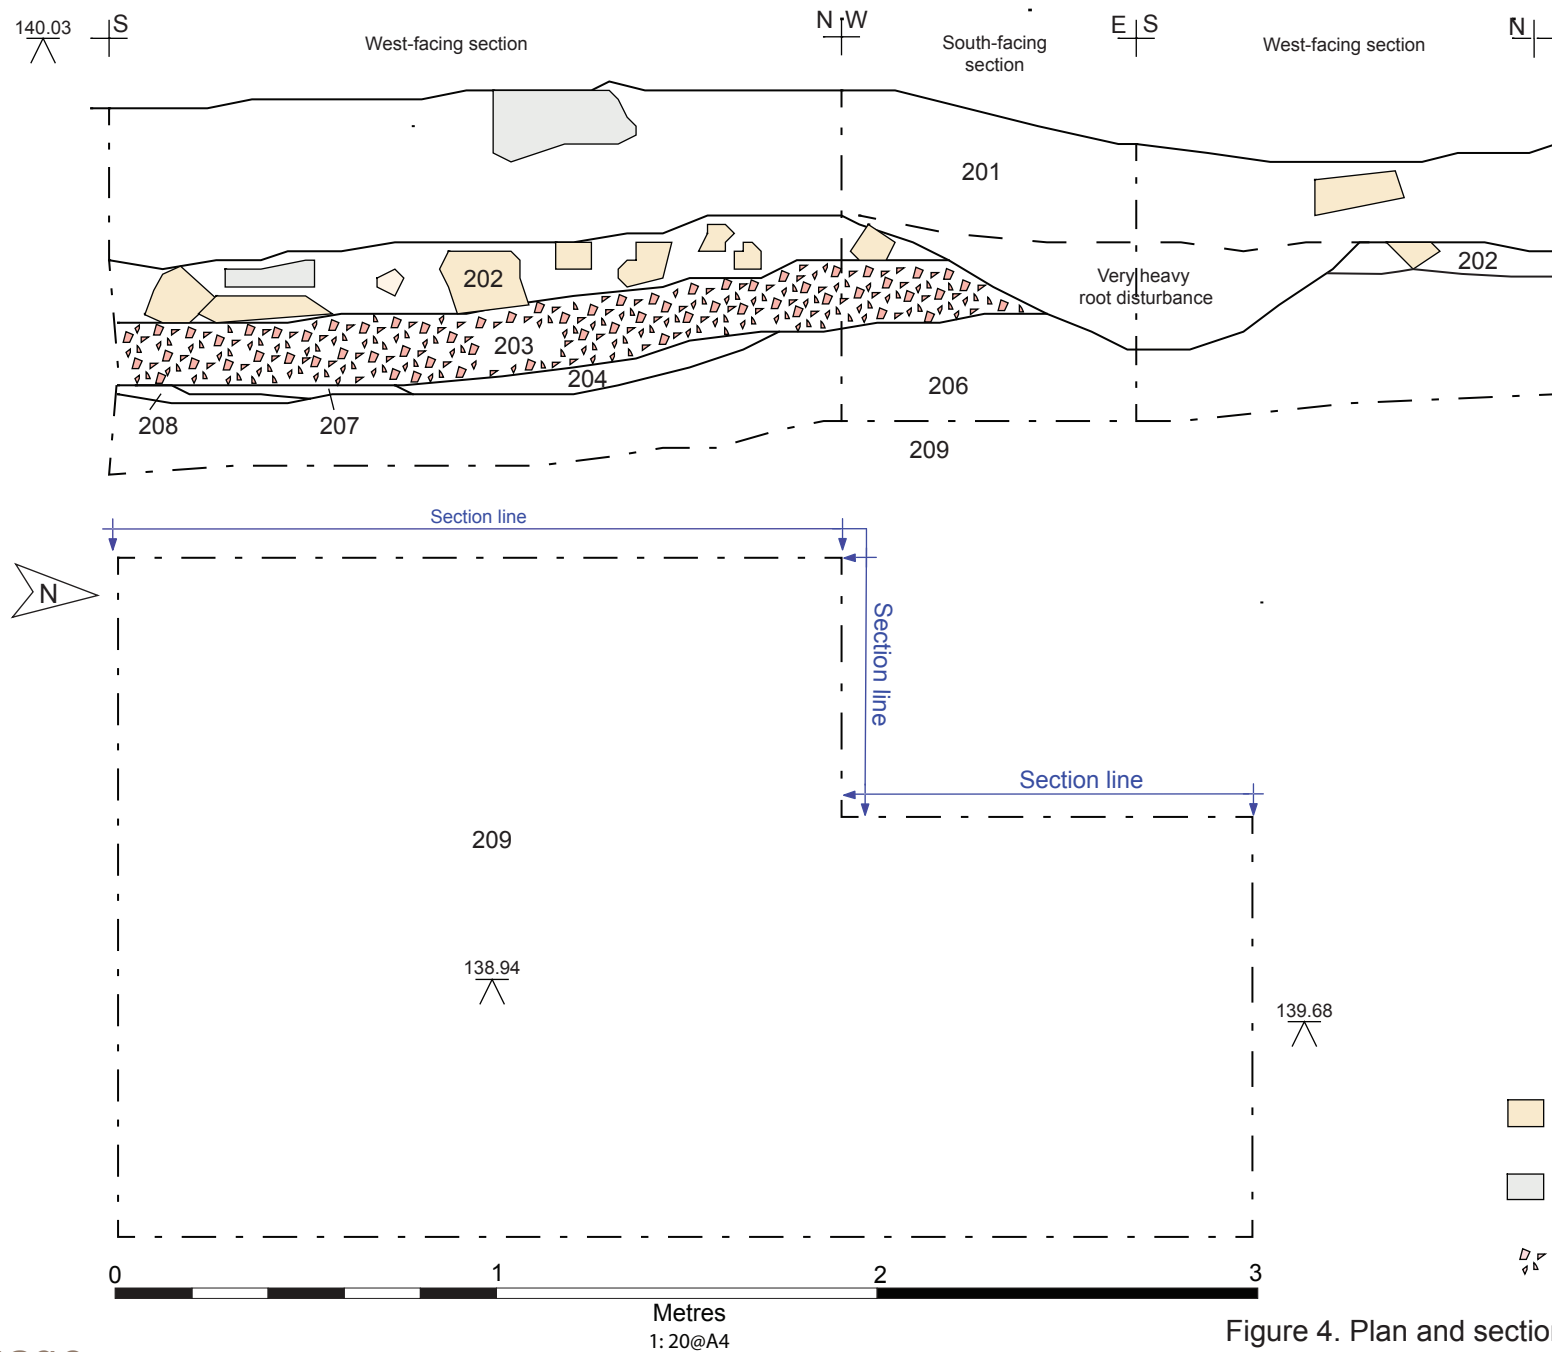 140.03
S
West-facing section
N W
South-facing
section
E S
West-facing section
N
201
202
Very heavy
root disturbance
202
203
204
206
208
207
209
Section line
N
Section line
Section line
209
138.94
139.68
0 1 2 3
Metres
1: 20@A4
Figure 4. Plan and section